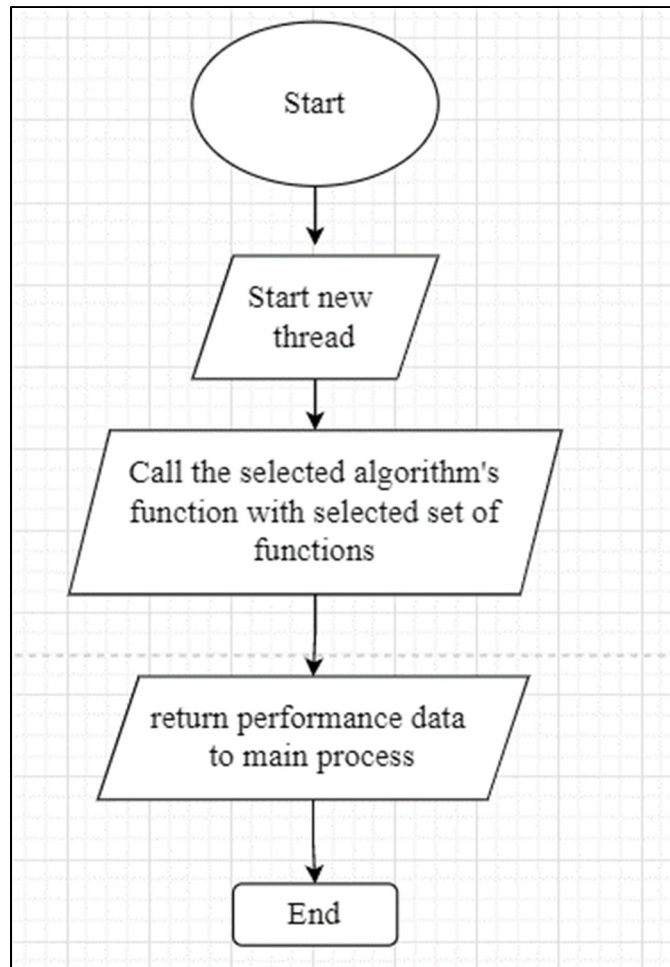 Start
Start new
thread
Call the selected algorithm's
function with selected set of
functions
return performance data
to main process
End